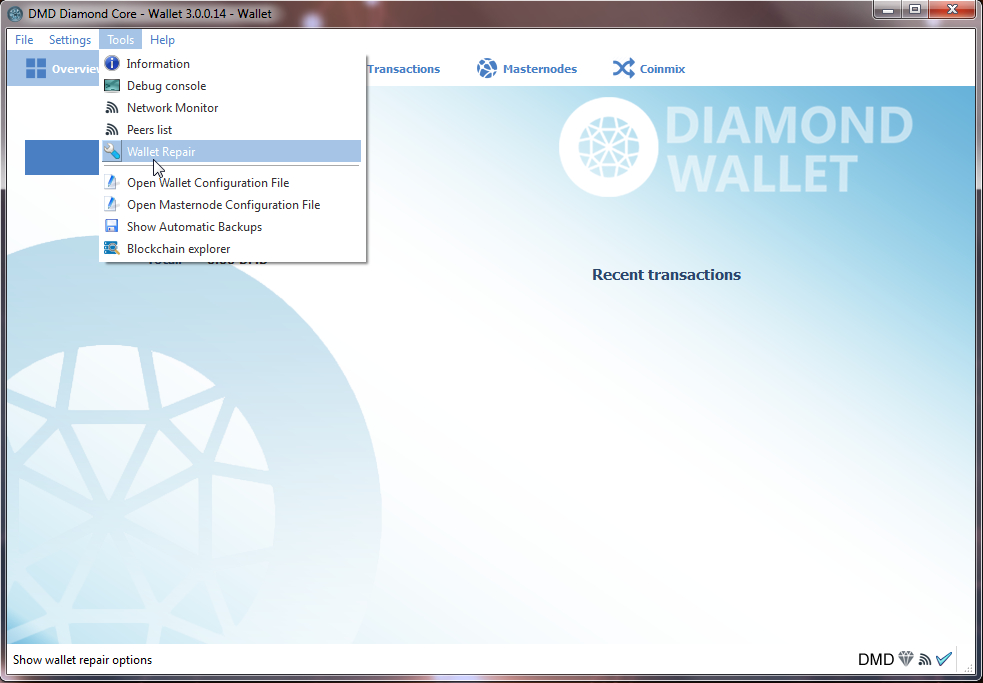 DMD Diamond Core - Wallet 3.0.0.14 - Wallet
File Settings Tools Help
Information
Debug console
Network Monitor
Peers list
Wallet Repair
Open Wallet Configuration File
Open Masternode Configuration File
Show Automatic Backups
Blockchain explorer
Transactions Masternodes Coinmix
DIAMOND
WALLET
Recent transactions
Show wallet repair options
DMD